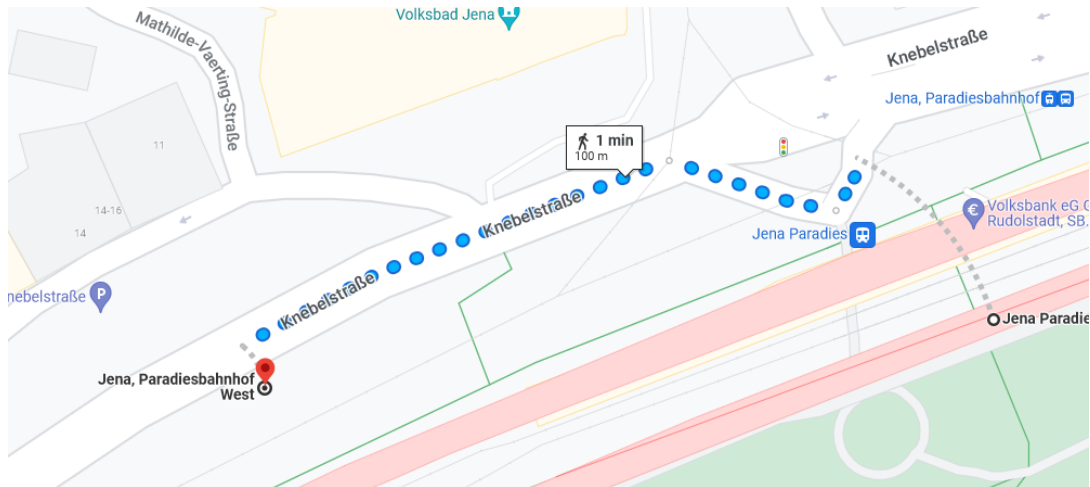 Volksbad Jena
Mathilde-Vaerting-Straße
Knebelstraße
1 min
100 m
Jena, Paradiesbahnhof
11
14-16
14
Knebelstraße
Jena Paradies
Volksbank eG G
Rudolstadt, SB.
nebelstraße
P
Knebelstraße
Jena Paradie
Jena, Paradiesbahnhof
West